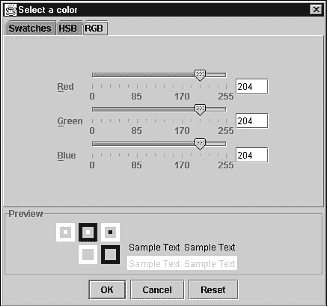 Select a color
Swatches HSB RGB
Red 204
0 85 170 255
Green 204
0 85 170 255
Blue 204
0 85 170 255
Preview
Sample Text Sample Text
Sample Text Sample Text
OK Cancel Reset